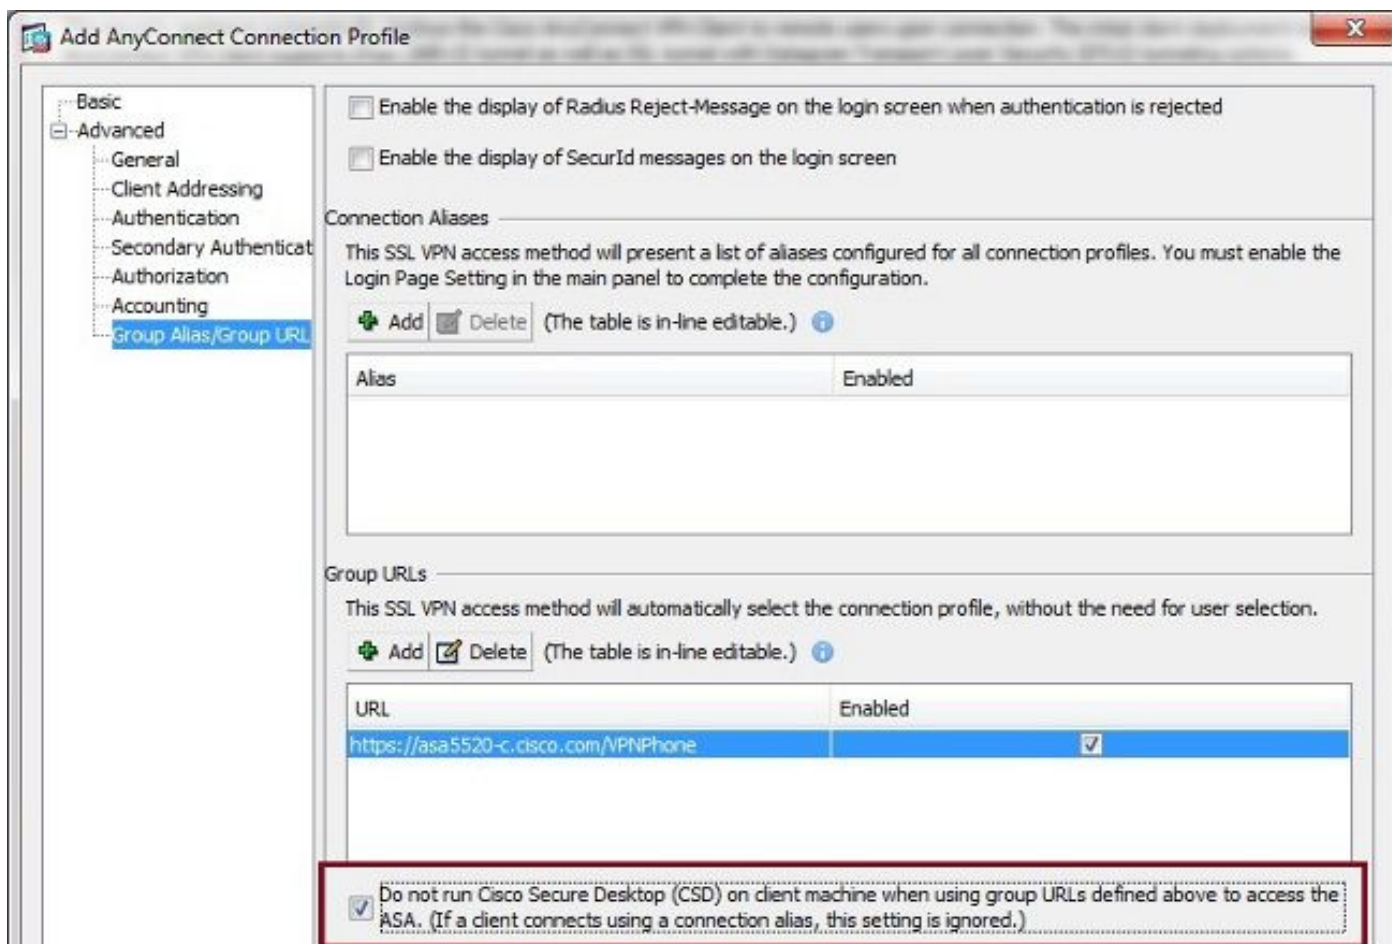 Add AnyConnect Connection Profile
Basic
Advanced
General
Client Addressing
Authentication
Secondary Authenticat
Authorization
Accounting
Group Alias/Group URL
Enable the display of Radius Reject-Message on the login screen when authentication is rejected
Enable the display of SecurId messages on the login screen
Connection Aliases
This SSL VPN access method will present a list of aliases configured for all connection profiles. You must enable the
Login Page Setting in the main panel to complete the configuration.
Add Delete (The table is in-line editable.)
Alias Enabled
Group URLs
This SSL VPN access method will automatically select the connection profile, without the need for user selection.
Add Delete (The table is in-line editable.)
URL Enabled
https://asa5520-c.cisco.com/VPNPhone
Do not run Cisco Secure Desktop (CSD) on client machine when using group URLs defined above to access the
ASA. (If a client connects using a connection alias, this setting is ignored.)